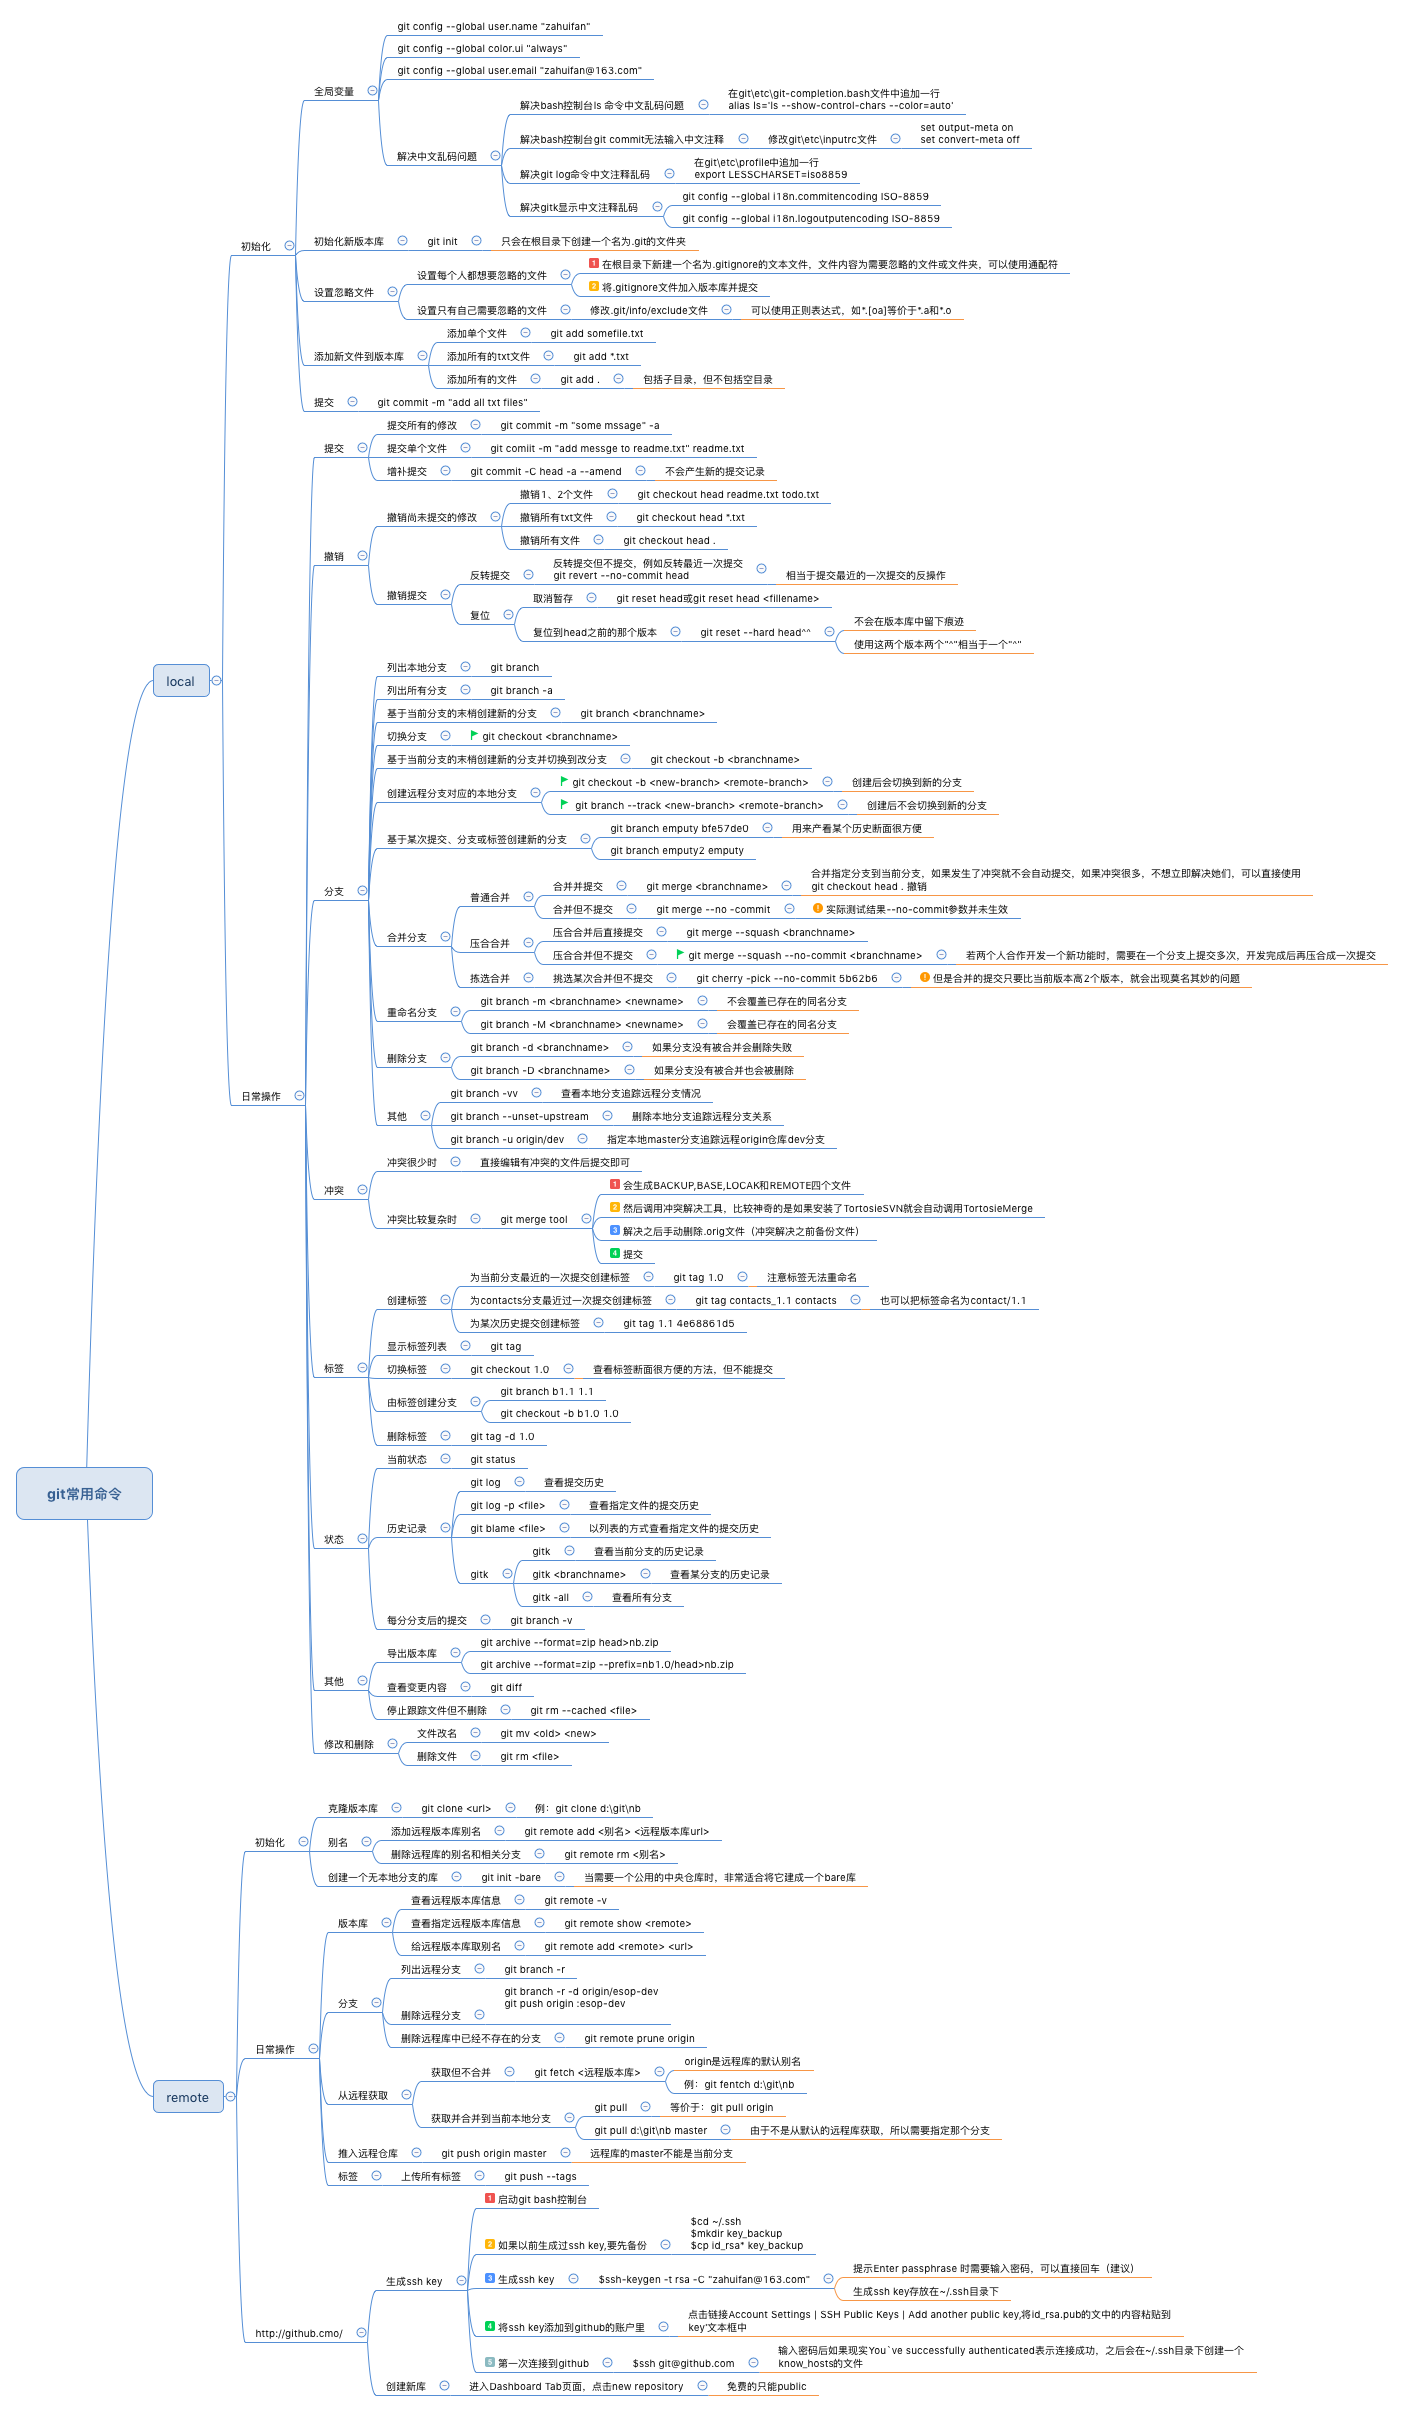 git常用命令
local
初始化
全局变量
git config --global user.name "zahuifan"
git config --global color.ui "always"
git config --global user.email "zahuifan@163.com"
解决中文乱码问题
解决bash控制台ls 命令中文乱码问题
在git\etc\git-completion.bash文件中追加一行
alias ls='ls --show-control-chars --color=auto'
解决bash控制台git commit无法输入中文注释
修改git\etc\inputrc文件
set output-meta on
set convert-meta off
解决git log命令中文注释乱码
在git\etc\profile中追加一行
export LESSCHARSET=iso8859
解决gitk显示中文注释乱码
git config --global i18n.commitencoding ISO-8859
git config --global i18n.logoutputencoding ISO-8859
初始化新版本库
git init
只会在根目录下创建一个名为.git的文件夹
设置忽略文件
设置每个人都想要忽略的文件
1 在根目录下新建一个名为.gitignore的文本文件，文件内容为需要忽略的文件或文件夹，可以使用通配符
2 将.gitignore文件加入版本库并提交
设置只有自己需要忽略的文件
修改.git/info/exclude文件
可以使用正则表达式，如*.[oa]等价于*.a和*.o
添加新文件到版本库
添加单个文件
git add somefile.txt
添加所有的txt文件
git add *.txt
添加所有的文件
git add .
包括子目录，但不包括空目录
提交
git commit -m "add all txt files"
日常操作
提交
提交所有的修改
git commit -m "some mssage" -a
提交单个文件
git comiit -m "add messge to readme.txt" readme.txt
增补提交
git commit -C head -a --amend
不会产生新的提交记录
撤销
撤销尚未提交的修改
撤销1、2个文件
git checkout head readme.txt todo.txt
撤销所有txt文件
git checkout head *.txt
撤销所有文件
git checkout head .
撤销提交
反转提交
反转提交但不提交，例如反转最近一次提交
git revert --no-commit head
相当于提交最近的一次提交的反操作
复位
取消暂存
git reset head或git reset head <fillename>
复位到head之前的那个版本
git reset --hard head^^
不会在版本库中留下痕迹
使用这两个版本两个"^"相当于一个"^"
分支
列出本地分支
git branch
列出所有分支
git branch -a
基于当前分支的末梢创建新的分支
git branch <branchname>
切换分支
git checkout <branchname>
基于当前分支的末梢创建新的分支并切换到改分支
git checkout -b <branchname>
创建远程分支对应的本地分支
git checkout -b <new-branch> <remote-branch>
创建后会切换到新的分支
git branch --track <new-branch> <remote-branch>
创建后不会切换到新的分支
基于某次提交、分支或标签创建新的分支
git branch emputy bfe57de0
用来产看某个历史断面很方便
git branch emputy2 emputy
合并分支
普通合并
合并并提交
git merge <branchname>
合并指定分支到当前分支，如果发生了冲突就不会自动提交，如果冲突很多，不想立即解决她们，可以直接使用
git checkout head . 撤销
合并但不提交
git merge --no -commit
实际测试结果--no-commit参数并未生效
压合合并
压合合并后直接提交
git merge --squash <branchname>
压合合并但不提交
git merge --squash --no-commit <branchname>
若两个人合作开发一个新功能时，需要在一个分支上提交多次，开发完成后再压合成一次提交
拣选合并
挑选某次合并但不提交
git cherry -pick --no-commit 5b62b6
但是合并的提交只要比当前版本高2个版本，就会出现莫名其妙的问题
重命名分支
git branch -m <branchname> <newname>
不会覆盖已存在的同名分支
git branch -M <branchname> <newname>
会覆盖已存在的同名分支
删除分支
git branch -d <branchname>
如果分支没有被合并会删除失败
git branch -D <branchname>
如果分支没有被合并也会被删除
其他
git branch -vv
查看本地分支追踪远程分支情况
git branch --unset-upstream
删除本地分支追踪远程分支关系
git branch -u origin/dev
指定本地master分支追踪远程origin仓库dev分支
冲突
冲突很少时
直接编辑有冲突的文件后提交即可
冲突比较复杂时
git merge tool
1 会生成BACKUP,BASE,LOCAK和REMOTE四个文件
2 然后调用冲突解决工具，比较神奇的是如果安装了TortosieSVN就会自动调用TortosieMerge
3 解决之后手动删除.orig文件（冲突解决之前备份文件）
4 提交
标签
创建标签
为当前分支最近的一次提交创建标签
git tag 1.0
注意标签无法重命名
为contacts分支最近过一次提交创建标签
git tag contacts_1.1 contacts
也可以把标签命名为contact/1.1
为某次历史提交创建标签
git tag 1.1 4e68861d5
显示标签列表
git tag
切换标签
git checkout 1.0
查看标签断面很方便的方法，但不能提交
由标签创建分支
git branch b1.1 1.1
git checkout -b b1.0 1.0
删除标签
git tag -d 1.0
状态
当前状态
git status
历史记录
git log
查看提交历史
git log -p <file>
查看指定文件的提交历史
git blame <file>
以列表的方式查看指定文件的提交历史
gitk
gitk
查看当前分支的历史记录
gitk <branchname>
查看某分支的历史记录
gitk -all
查看所有分支
每分分支后的提交
git branch -v
其他
导出版本库
git archive --format=zip head>nb.zip
git archive --format=zip --prefix=nb1.0/head>nb.zip
查看变更内容
git diff
停止跟踪文件但不删除
git rm --cached <file>
修改和删除
文件改名
git mv <old> <new>
删除文件
git rm <file>
remote
初始化
克隆版本库
git clone <url>
例：git clone d:\git\nb
别名
添加远程版本库别名
git remote add <别名> <远程版本库url>
删除远程库的别名和相关分支
git remote rm <别名>
创建一个无本地分支的库
git init -bare
当需要一个公用的中央仓库时，非常适合将它建成一个bare库
日常操作
版本库
查看远程版本库信息
git remote -v
查看指定远程版本库信息
git remote show <remote>
给远程版本库取别名
git remote add <remote> <url>
分支
列出远程分支
git branch -r
删除远程分支
git branch -r -d origin/esop-dev
git push origin :esop-dev
删除远程库中已经不存在的分支
git remote prune origin
从远程获取
获取但不合并
git fetch <远程版本库>
origin是远程库的默认别名
例：git fentch d:\git\nb
获取并合并到当前本地分支
git pull
等价于：git pull origin
git pull d:\git\nb master
由于不是从默认的远程库获取，所以需要指定那个分支
推入远程仓库
git push origin master
远程库的master不能是当前分支
标签
上传所有标签
git push --tags
http://github.cmo/
生成ssh key
1 启动git bash控制台
2 如果以前生成过ssh key,要先备份
$cd ~/.ssh
$mkdir key_backup
$cp id_rsa* key_backup
3 生成ssh key
$ssh-keygen -t rsa -C "zahuifan@163.com"
提示Enter passphrase 时需要输入密码，可以直接回车（建议）
生成ssh key存放在~/.ssh目录下
4 将ssh key添加到github的账户里
点击链接Account Settings | SSH Public Keys | Add another public key,将id_rsa.pub的文中的内容粘贴到
key'文本框中
5 第一次连接到github
$ssh git@github.com
输入密码后如果现实You`ve successfully authenticated表示连接成功，之后会在~/.ssh目录下创建一个
know_hosts的文件
创建新库
进入Dashboard Tab页面，点击new repository
免费的只能public